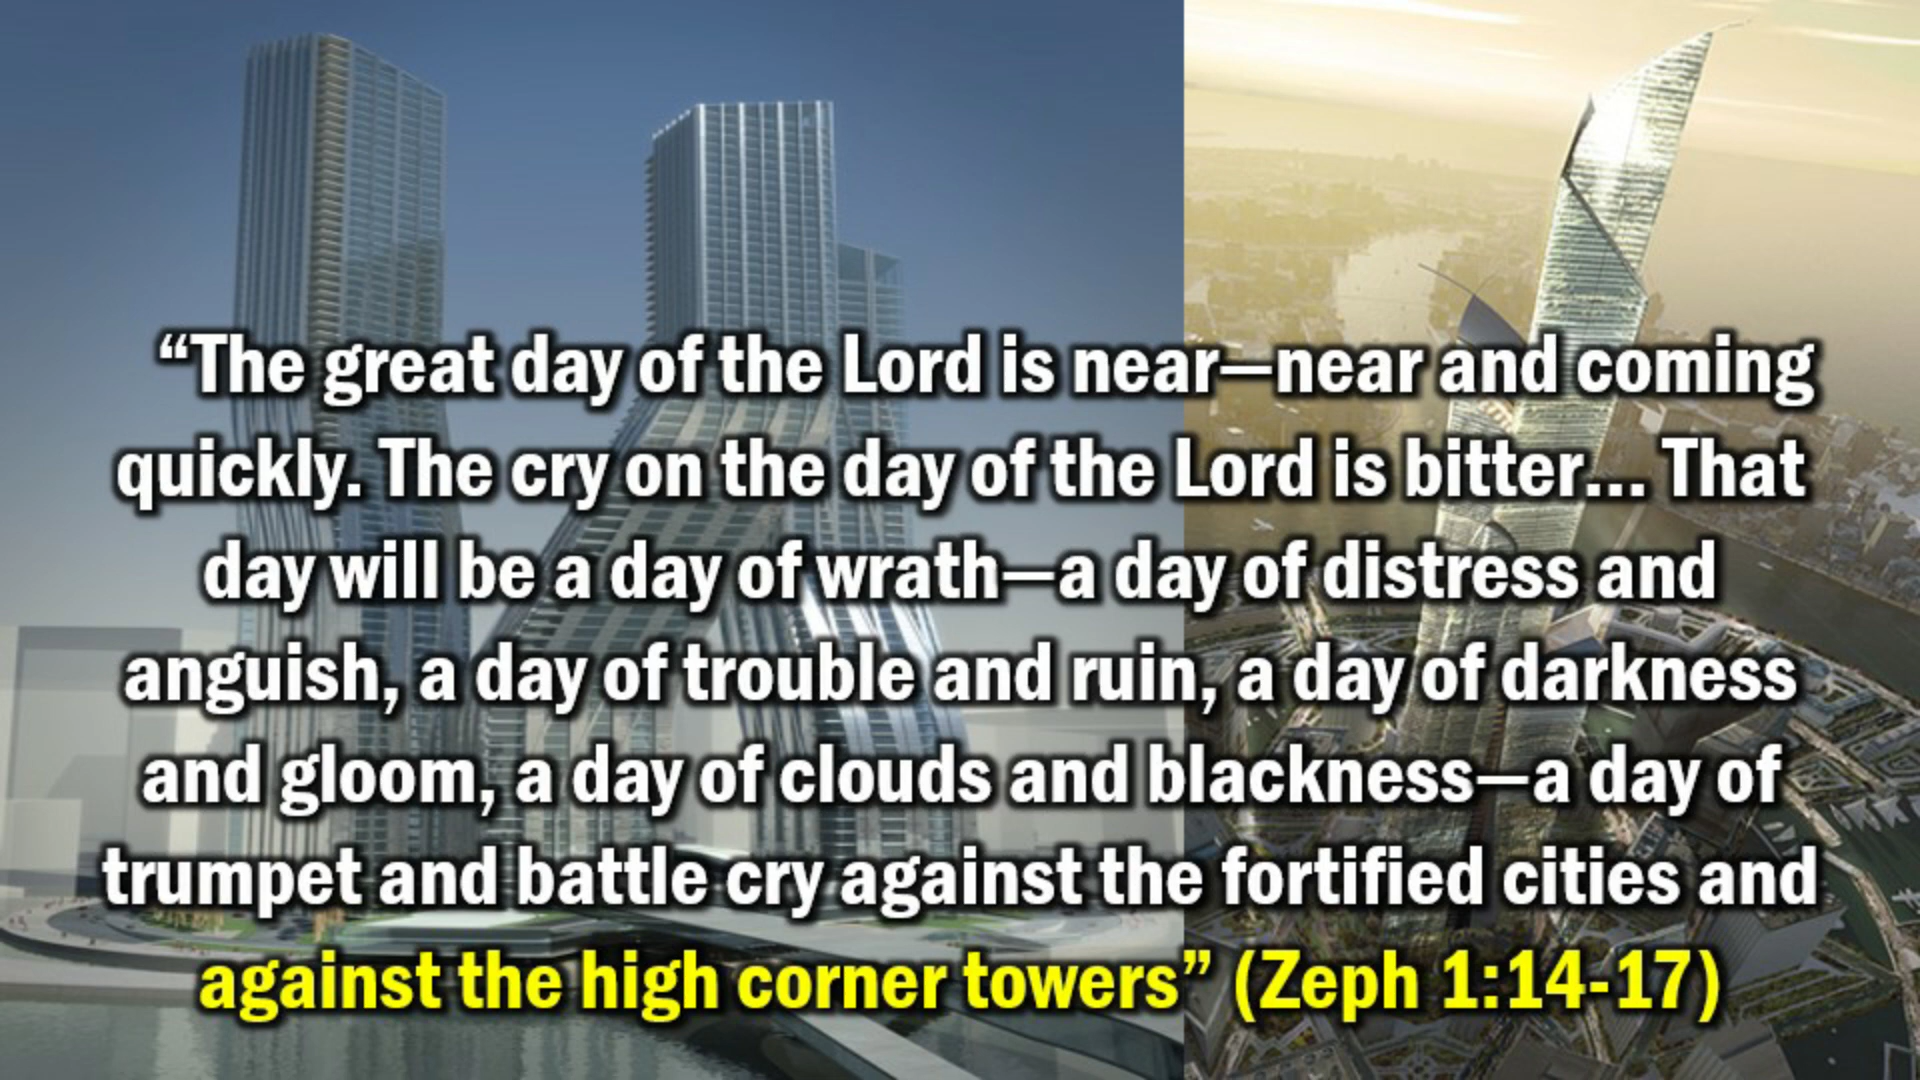 “The great day of the Lord is near—near and coming
quickly. The cry on the day of the Lord is bitter... That
day will be a day of wrath—a day of distress and
anguish, a day of trouble and ruin, a day of darkness
and gloom, a day of clouds and blackness—a day of
trumpet and battle cry against the fortified cities and
against the high corner towers” (Zeph 1:14-17)